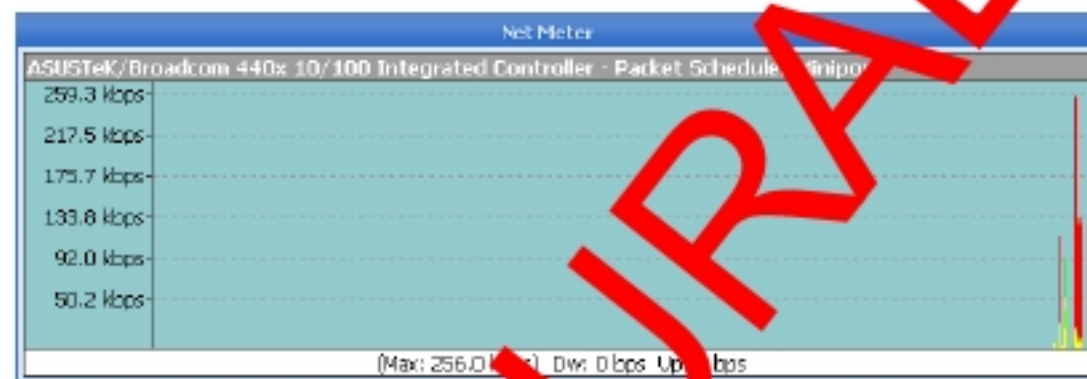 Net Meter
ASUSTeK/Broadcom 440x 10/100 Integrated Controller - Packet Schedule
259.3 kbps
217.5 kbps
175.7 kbps
133.8 kbps
92.0 kbps
50.2 kbps
(Max: 256.0 Dw: 0 bps Up bps
URA